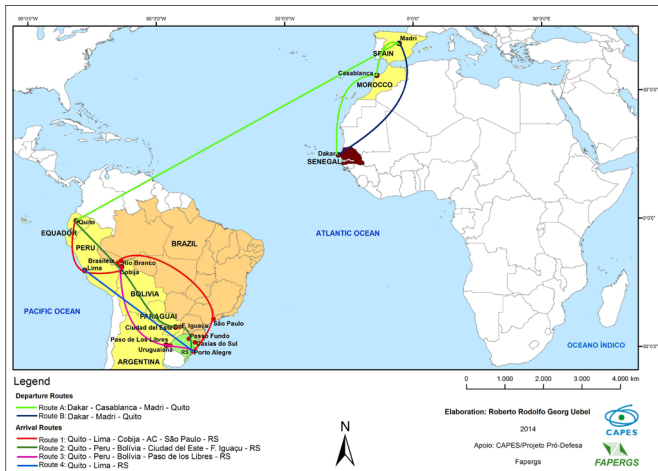 90°0'0"W
60°0'0"W
30°0'0"W
0°0'0"
30°0'0"E
Madri
SPAIN
Casablanca
MOROCCO
30°0'0"N
Dakar
SENEGAL
Quito
EQUADOR
0°0'0"
PERU
BRAZIL
ATLANTIC OCEAN
Brasiléia
Rio Branco
Lima
Cobija
BOLIVIA
PACIFIC OCEAN
PARAGUAI
São Paulo
Ciudad del Este
F. Iguaçu
Passo Fundo
Paso de Los Libres
Caxias do Sul
OCEANO ÍNDICO
Uruguaiana
RS
Porto Alegre
30°0'0"S
ARGENTINA
Legend
0 1.000 2.000 3.000 4.000 km
Departure Routes
Route A: Dakar - Casablanca - Madri - Quito
Route B: Dakar - Madri - Quito
Arrival Routes
Route 1: Quito - Lima - Cobija - AC - São Paulo - RS
Route 2: Quito - Peru - Bolívia - Ciudad del Este - F. Iguaçu - RS
Route 3: Quito - Peru - Bolívia - Paso de los Libres - RS
Route 4: Quito - Lima - RS
N
Elaboration: Roberto Rodolfo Georg Uebel
2014
Apoio: CAPES/Projeto Pró-Defesa
Fapergs
CAPES
FAPERGS